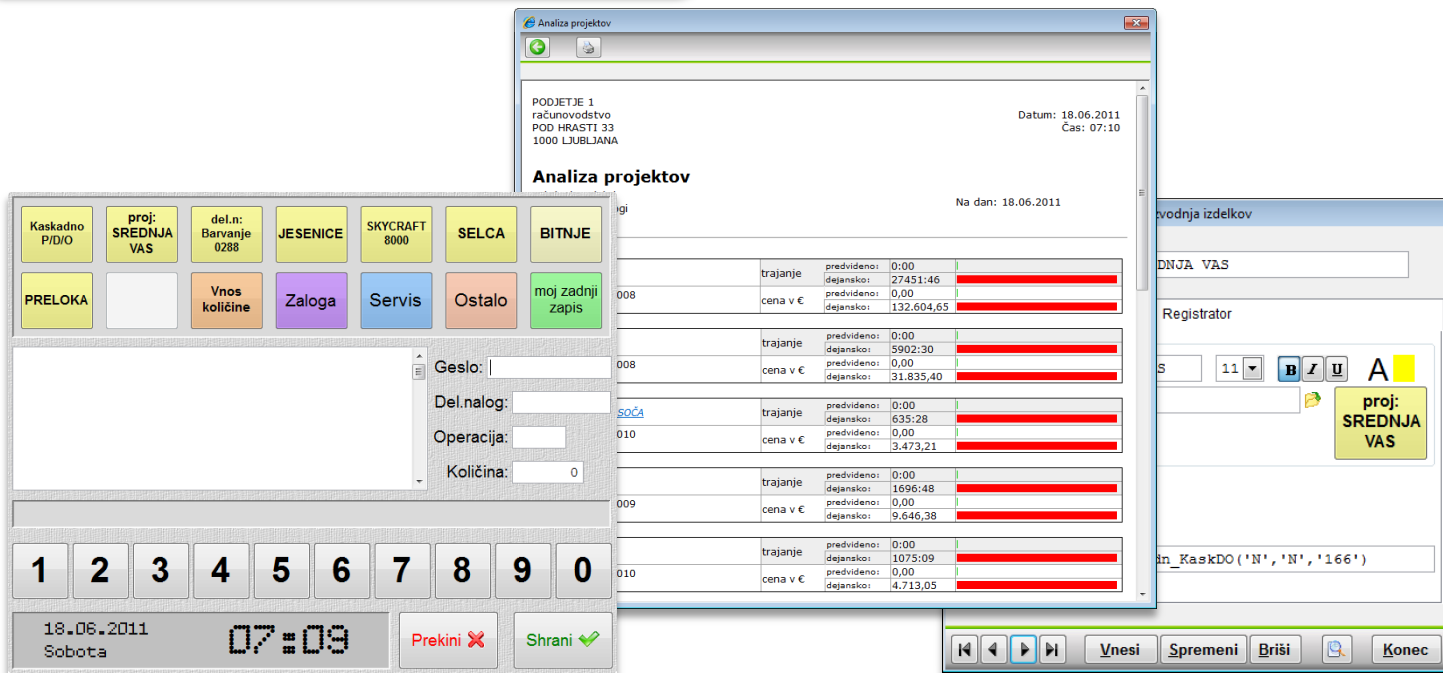 Analiza projektov
PODJETJE 1
računovodstvo
POD HRASTI 33
1000 LJUBLJANA
Datum: 18.06.2011
Čas: 07:10
Analiza projektov
Na dan: 18.06.2011
trajanje predvideno: 0:00
dejansko: 27451:46
008 cena v € predvideno: 0,00
dejansko: 132.604,65
trajanje predvideno: 0:00
dejansko: 5902:30
008 cena v € predvideno: 0,00
dejansko: 31.835,40
SOČA trajanje predvideno: 0:00
dejansko: 635:28
010 cena v € predvideno: 0,00
dejansko: 3.473,21
trajanje predvideno: 0:00
dejansko: 1696:48
009 cena v € predvideno: 0,00
dejansko: 9.646,38
trajanje predvideno: 0:00
dejansko: 1075:09
010 cena v € predvideno: 0,00
dejansko: 4.713,05
Kaskadno
P/D/O
proj:
SREDNJA
VAS
del.n:
Barvanje
0288
JESENICE
SKYCRAFT
8000
SELCA
BITNJE
PRELOKA
Vnos
količine
Zaloga
Servis
Ostalo
moj zadnji
zapis
Geslo:
Del.nalog:
Operacija:
Količina: 0
1 2 3 4 5 6 7 8 9 0
18.06.2011
Sobota
07:09
Prekini
Shrani
zvodnja izdelkov
DNJA VAS
Registrator
S 11 B I U A
proj:
SREDNJA
VAS
dn_KaskDO('N','N','166')
Vnesi Spremeni Briši Konec